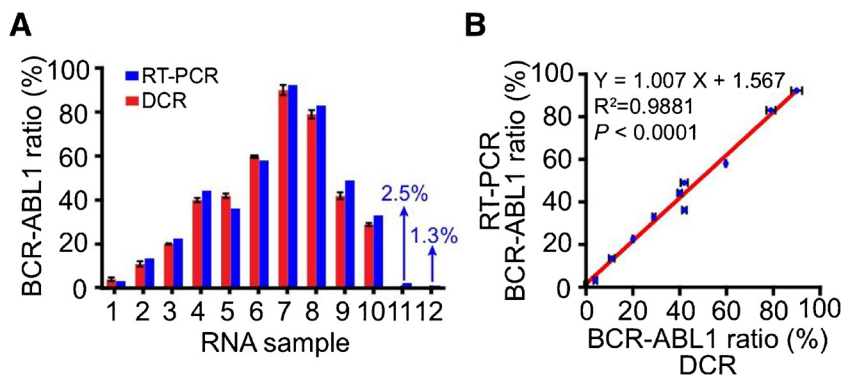 A
BCR-ABL1 ratio (%)
100
80
60
40
20
0
RT-PCR
DCR
2.5%
1.3%
1 2 3 4 5 6 7 8 9 10 11 12
RNA sample
B
RT-PCR
BCR-ABL1 ratio (%)
100
80
60
40
20
0
Y = 1.007 X + 1.567
R²=0.9881
P < 0.0001
0 20 40 60 80 100
BCR-ABL1 ratio (%)
DCR